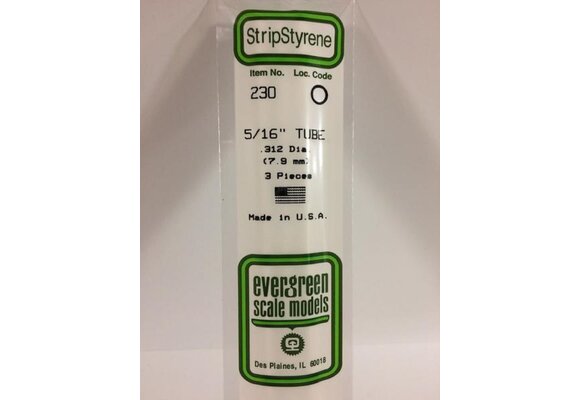 StripStyrene
Item No. Loc. Code
230 O
5/16" TUBE
.312 Dia.
(7.9 mm)
3 Pieces
Made in U.S.A.
evergreen
scale models
Des Plaines, IL 60018